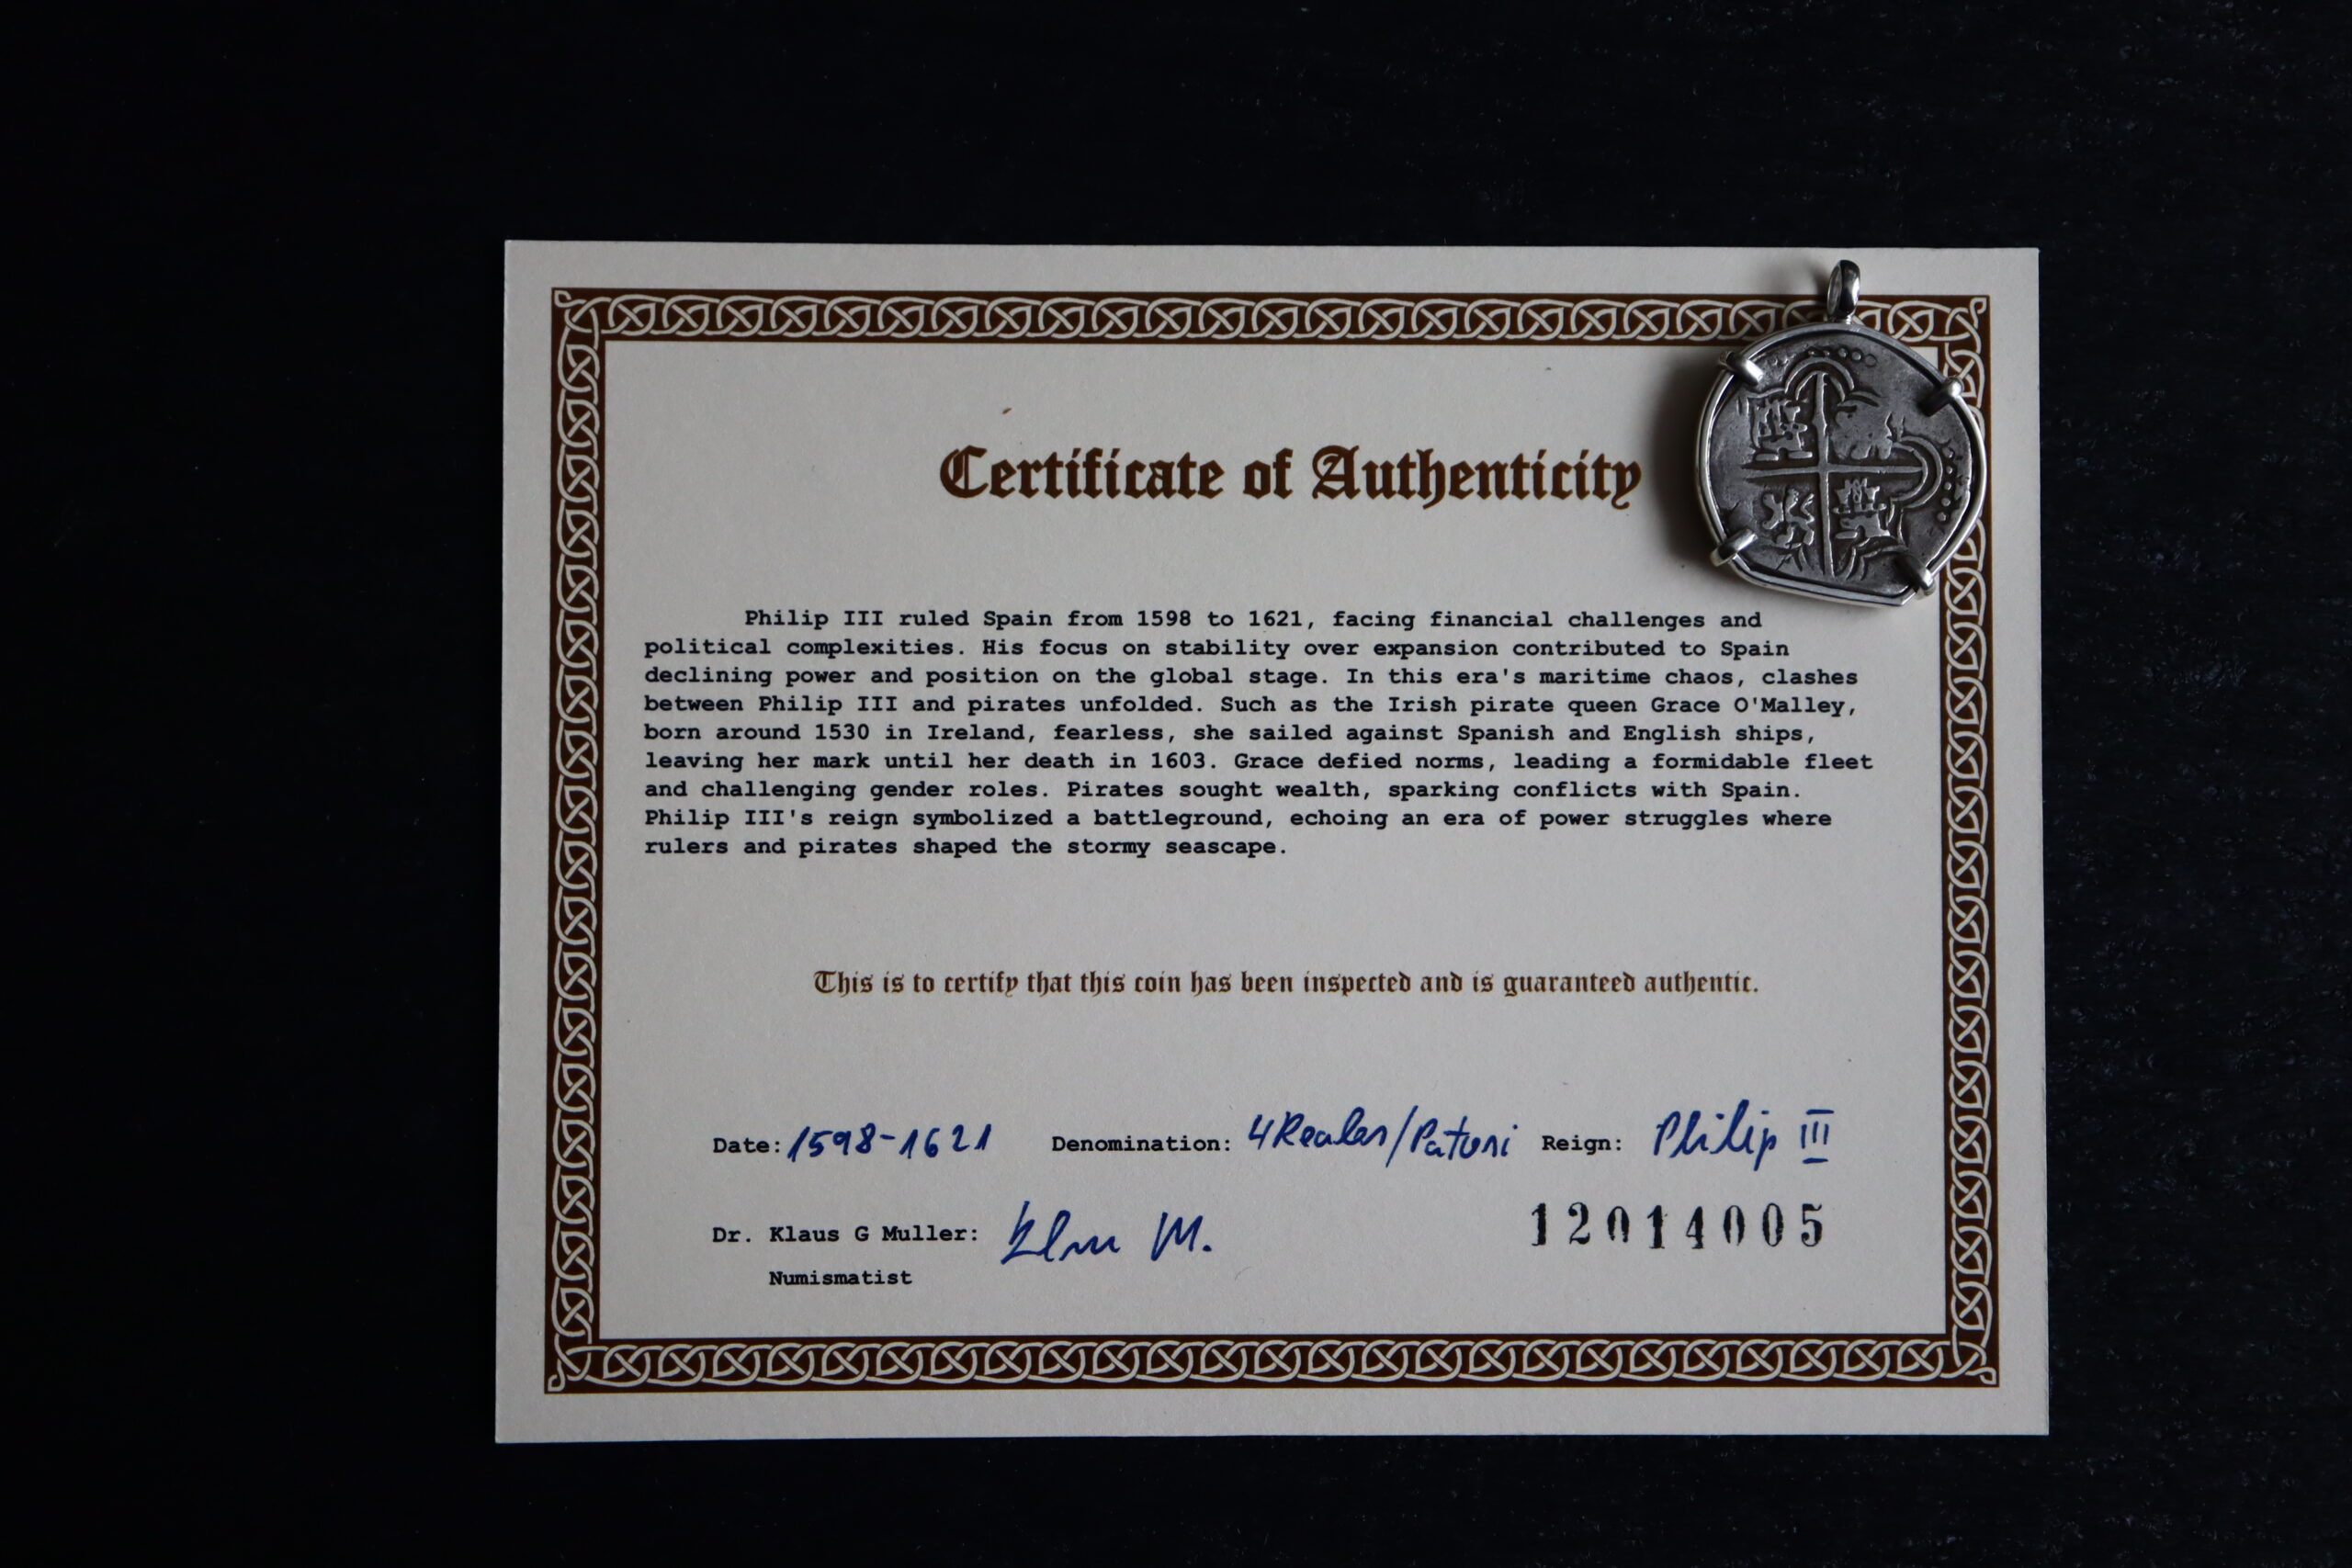 Certificate of Authenticity
Philip III ruled Spain from 1598 to 1621, facing financial challenges and
political complexities. His focus on stability over expansion contributed to Spain
declining power and position on the global stage. In this era's maritime chaos, clashes
between Philip III and pirates unfolded. Such as the Irish pirate queen Grace O'Malley,
born around 1530 in Ireland, fearless, she sailed against Spanish and English ships,
leaving her mark until her death in 1603. Grace defied norms, leading a formidable fleet
and challenging gender roles. Pirates sought wealth, sparking conflicts with Spain.
Philip III's reign symbolized a battleground, echoing an era of power struggles where
rulers and pirates shaped the stormy seascape.
This is to certify that this coin has been inspected and is guaranteed authentic.
Date: 1598-1621 Denomination: 4 Reales/Potosi Reign: Philip III
Dr. Klaus G Muller: Klaus M. 12014005
Numismatist